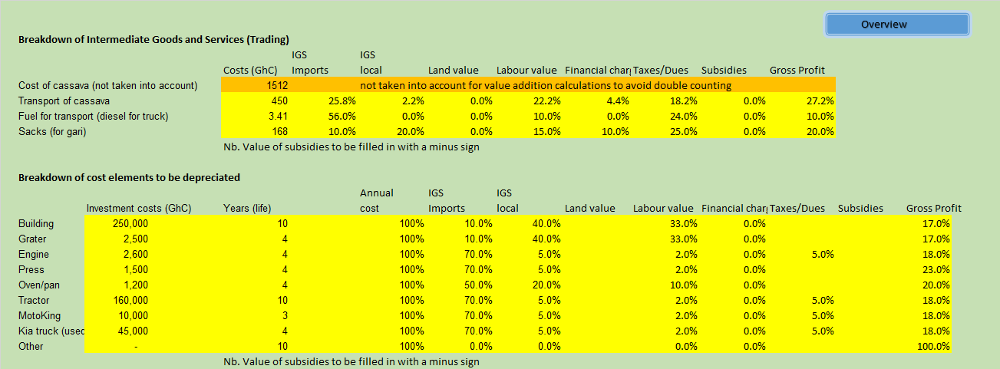 Overview
Breakdown of Intermediate Goods and Services (Trading)
IGS IGS
Costs (GhC) Imports local Land value Labour value Financial charg Taxes/Dues Subsidies Gross Profit
Cost of cassava (not taken into account) 1512 not taken into account for value addition calculations to avoid double counting
Transport of cassava 450 25.8% 2.2% 0.0% 22.2% 4.4% 18.2% 0.0% 27.2%
Fuel for transport (diesel for truck) 3.41 56.0% 0.0% 0.0% 10.0% 0.0% 24.0% 0.0% 10.0%
Sacks (for gari) 168 10.0% 20.0% 0.0% 15.0% 10.0% 25.0% 0.0% 20.0%
Nb. Value of subsidies to be filled in with a minus sign
Breakdown of cost elements to be depreciated
Annual IGS IGS
Investment costs (GhC) Years (life) cost Imports local Land value Labour value Financial charg Taxes/Dues Subsidies Gross Profit
Building 250,000 10 100% 10.0% 40.0% 33.0% 0.0% 17.0%
Grater 2,500 4 100% 10.0% 40.0% 33.0% 0.0% 17.0%
Engine 2,600 4 100% 70.0% 5.0% 2.0% 0.0% 5.0% 18.0%
Press 1,500 4 100% 70.0% 5.0% 2.0% 0.0% 23.0%
Oven/pan 1,200 4 100% 50.0% 20.0% 10.0% 0.0% 20.0%
Tractor 160,000 10 100% 70.0% 5.0% 2.0% 0.0% 5.0% 18.0%
MotoKing 10,000 3 100% 70.0% 5.0% 2.0% 0.0% 5.0% 18.0%
Kia truck (used 45,000 4 100% 70.0% 5.0% 2.0% 0.0% 5.0% 18.0%
Other - 10 100% 0.0% 0.0% 0.0% 0.0% 100.0%
Nb. Value of subsidies to be filled in with a minus sign